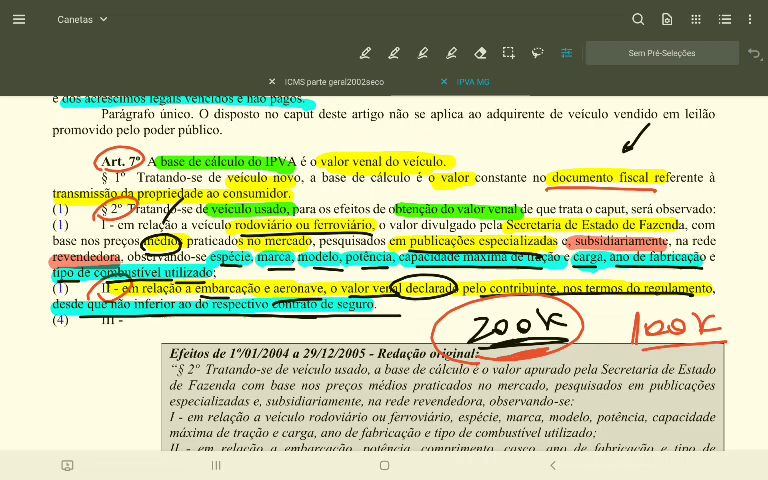 Canetas
Sem Pré-Seleções
ICMS parte geral2002seco
IPVA MG
e dos acréscimos legais vencidos e não pagos.
Parágrafo único. O disposto no caput deste artigo não se aplica ao adquirente de veículo vendido em leilão
promovido pelo poder público.
Art. 7º A base de cálculo do IPVA é o valor venal do veículo.
§ 1º Tratando-se de veículo novo, a base de cálculo é o valor constante no documento fiscal referente à
transmissão da propriedade ao consumidor.
(1) § 2º Tratando-se de veículo usado, para os efeitos de obtenção do valor venal de que trata o caput, será observado:
(1) I - em relação a veículo rodoviário ou ferroviário, o valor divulgado pela Secretaria de Estado de Fazenda, com
base nos preços médios praticados no mercado, pesquisados em publicações especializadas e, subsidiariamente, na rede
revendedora, observando-se espécie, marca, modelo, potência, capacidade máxima de tração e carga, ano de fabricação e
tipo de combustível utilizado;
(1) II - em relação a embarcação e aeronave, o valor venal declarado pelo contribuinte, nos termos do regulamento,
desde que não inferior ao do respectivo contrato de seguro.
(4) III -
200K 100K
Efeitos de 1º/01/2004 a 29/12/2005 - Redação original:
“§ 2º Tratando-se de veículo usado, a base de cálculo é o valor apurado pela Secretaria de Estado
de Fazenda com base nos preços médios praticados no mercado, pesquisados em publicações
especializadas e, subsidiariamente, na rede revendedora, observando-se:
I - em relação a veículo rodoviário ou ferroviário, espécie, marca, modelo, potência, capacidade
máxima de tração e carga, ano de fabricação e tipo de combustível utilizado;
II - em relação a embarcação, potência, comprimento, casco, ano de fabricação e tipo de